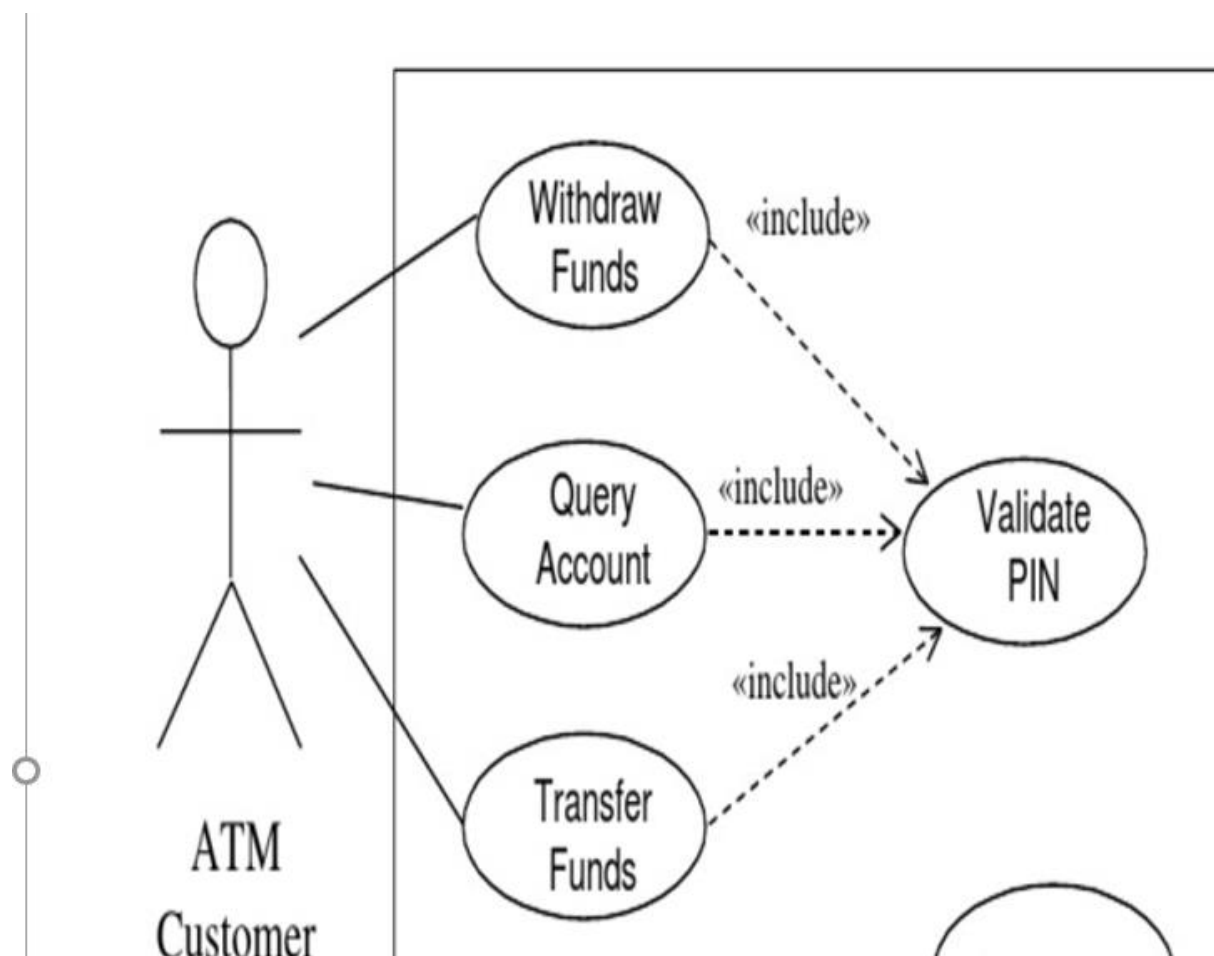 Withdraw
Funds
«include»
Query
Account
«include»
Validate
PIN
«include»
Transfer
Funds
ATM
Customer